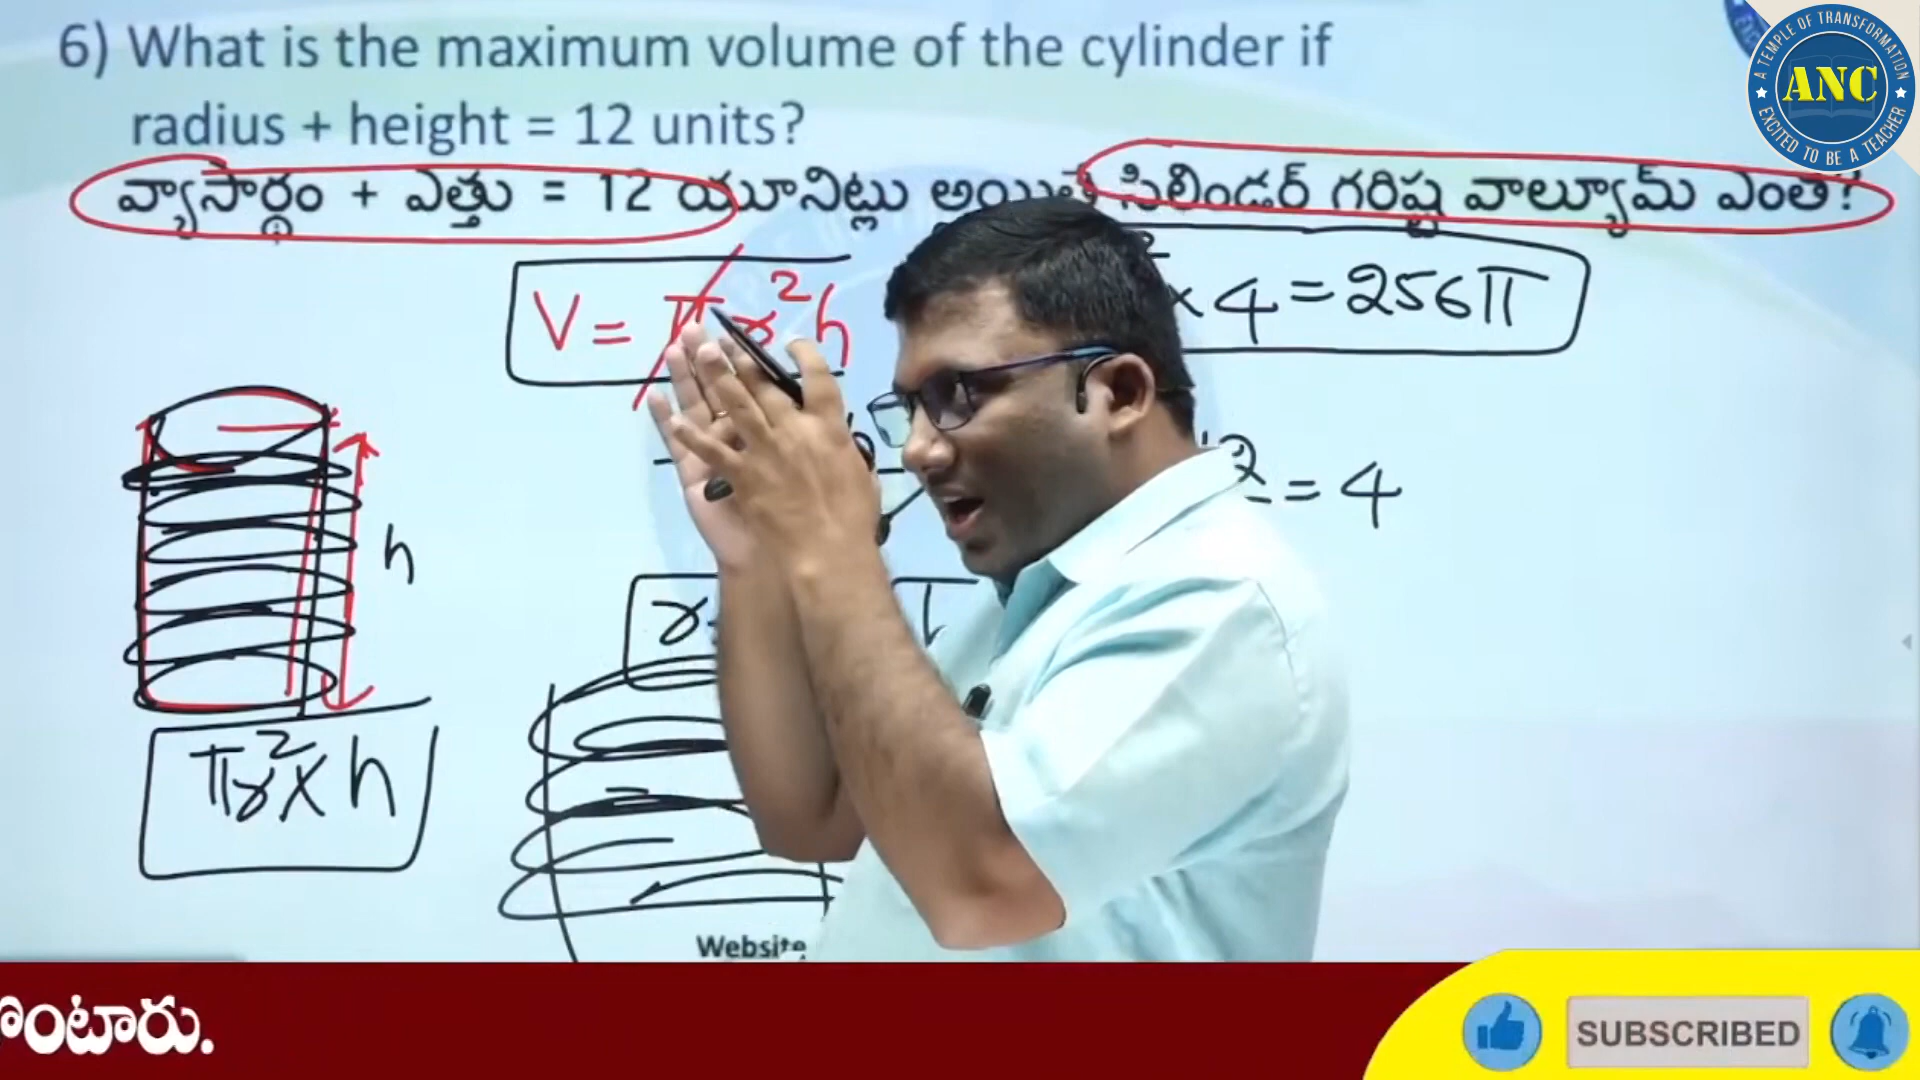 6) What is the maximum volume of the cylinder if
radius + height = 12 units?
వ్యాసార్థం + ఎత్తు = 12 యూనిట్లు అయితే సిలిండర్ గరిష్ట వాల్యూమ్ ఎంత?
V = πr²h
× 4 = 256π
= 4
h
r
πr² × h
Website
ొంటారు.
SUBSCRIBED
A TEMPLE OF TRANSFORMATION
ANC
EXCITED TO BE A TEACHER